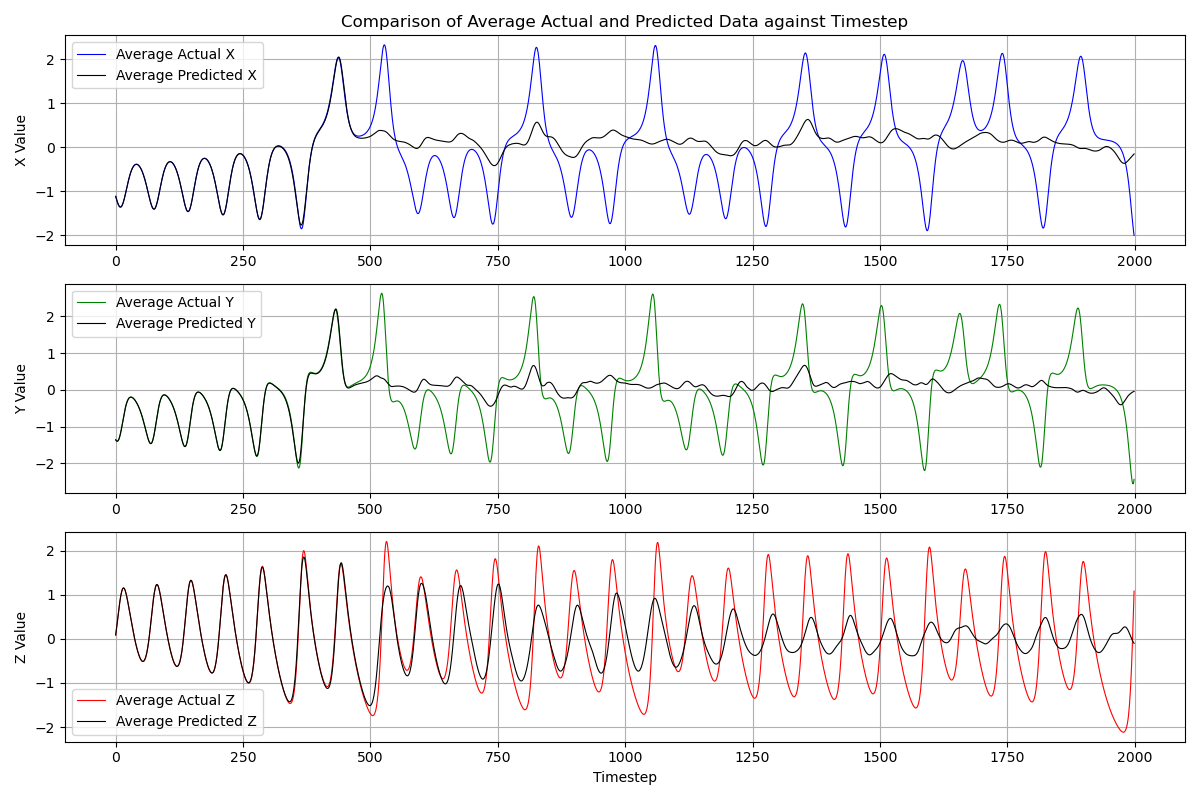 Comparison of Average Actual and Predicted Data against Timestep
X Value
2
1
0
−1
−2
Average Actual X
Average Predicted X
0 250 500 750 1000 1250 1500 1750 2000
Y Value
2
1
0
−1
−2
Average Actual Y
Average Predicted Y
0 250 500 750 1000 1250 1500 1750 2000
Z Value
2
1
0
−1
−2
Average Actual Z
Average Predicted Z
0 250 500 750 1000 1250 1500 1750 2000
Timestep